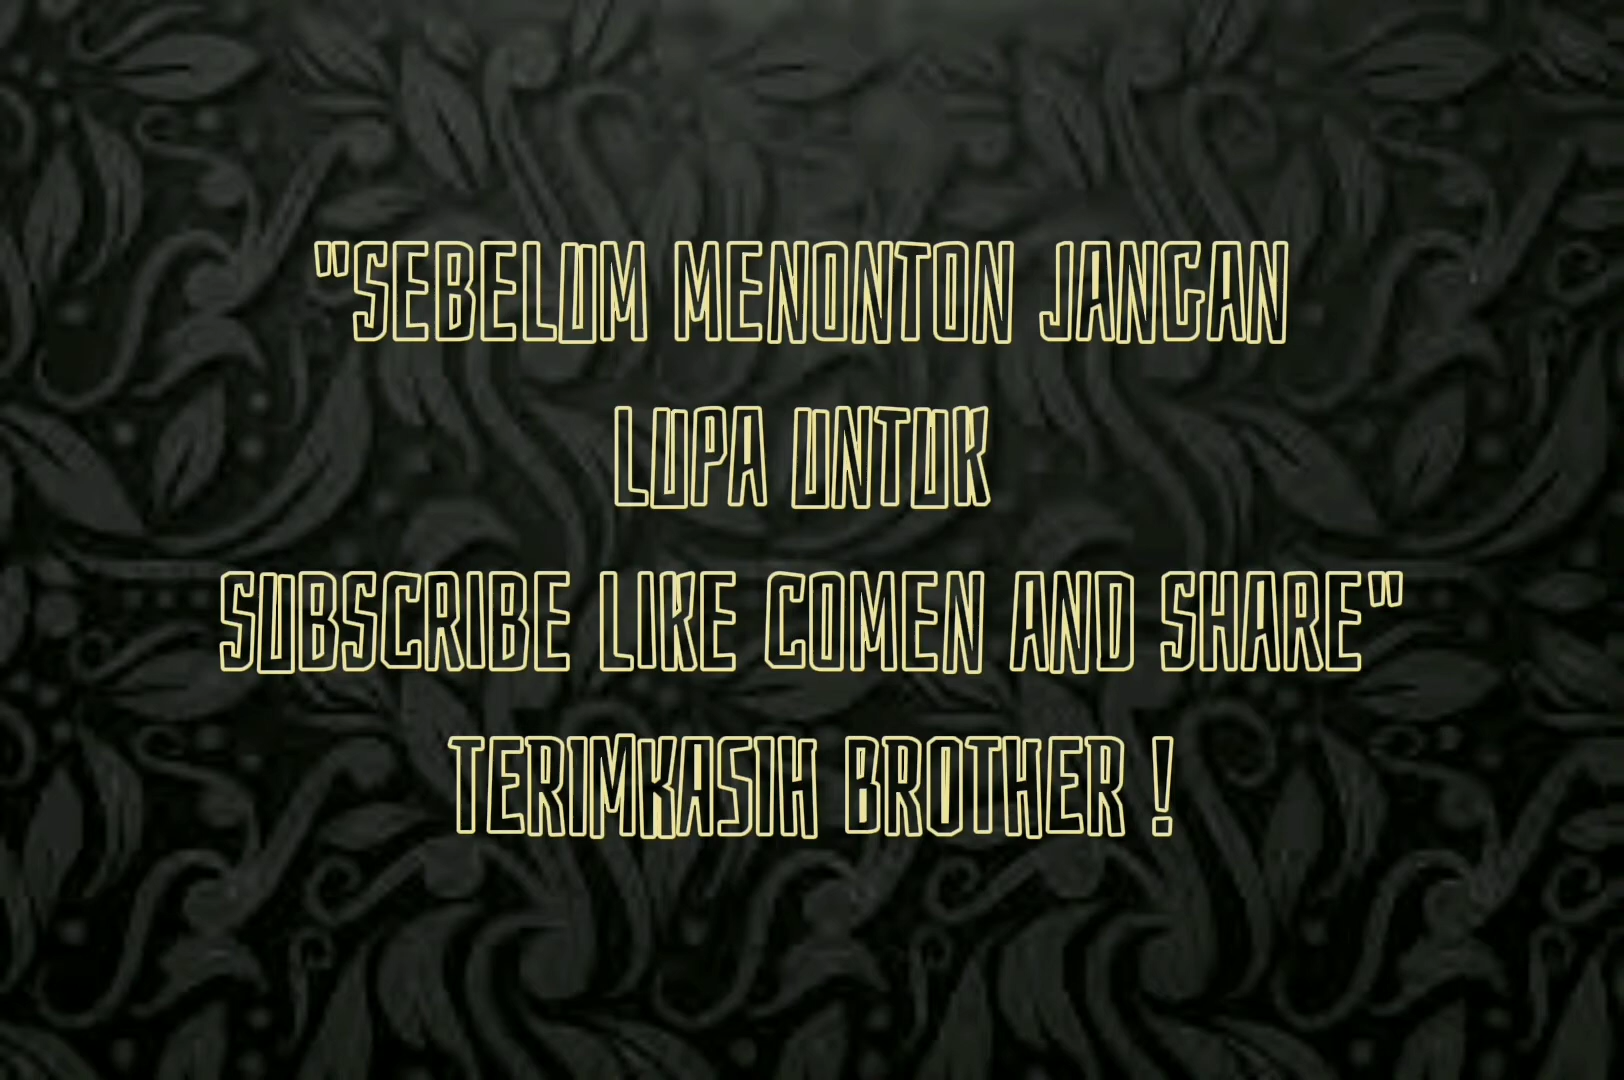 "SEBELUM MENONTON JANGAN
LUPA UNTUK
SUBSCRIBE LIKE COMEN AND SHARE"
TERIMKASIH BROTHER !